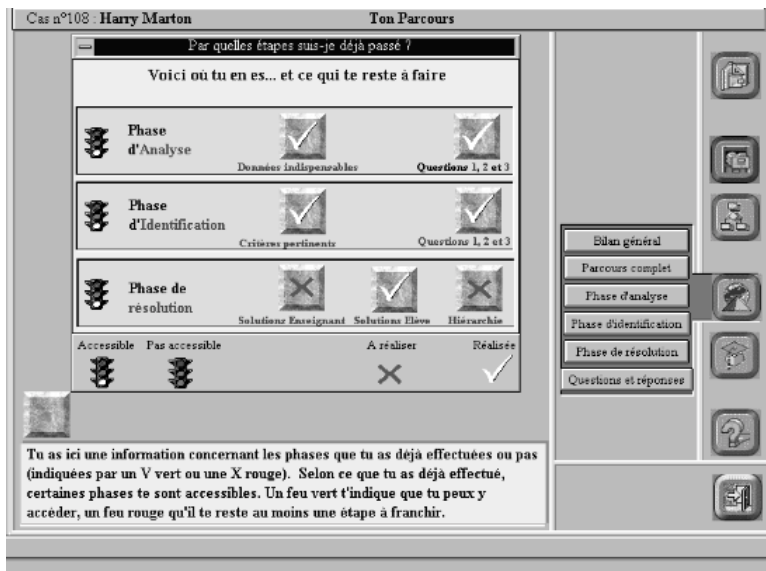 Cas n°108 : Harry Marton Ton Parcours
Par quelles étapes suis-je déjà passé ?
Voici où tu en es... et ce qui te reste à faire
Phase
d'Analyse
Données indispensables Questions 1, 2 et 3
Phase
d'Identification
Critères pertinents Questions 1, 2 et 3
Phase de
résolution
Solutions Enseignant Solutions Elève Hiérarchie
Accessible Pas accessible A réaliser Réalisée
Bilan général
Parcours complet
Phase d'analyse
Phase d'identification
Phase de résolution
Questions et réponses
Tu as ici une information concernant les phases que tu as déjà effectuées ou pas
(indiquées par un V vert ou une X rouge). Selon ce que tu as déjà effectué,
certaines phases te sont accessibles. Un feu vert t'indique que tu peux y
accéder, un feu rouge qu'il te reste au moins une étape à franchir.